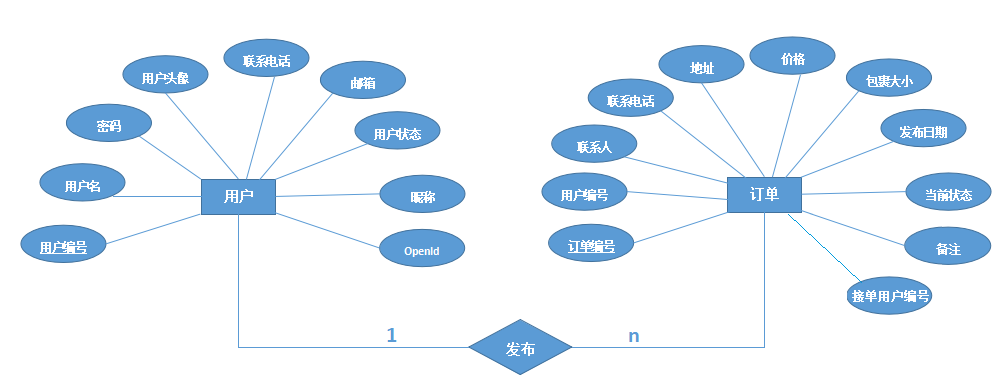 联系电话
用户头像
邮箱
密码
用户状态
用户名
用户
昵称
用户编号
OpenId
价格
地址
包裹大小
联系电话
发布日期
联系人
用户编号
订单
当前状态
订单编号
备注
接单用户编号
1
发布
n